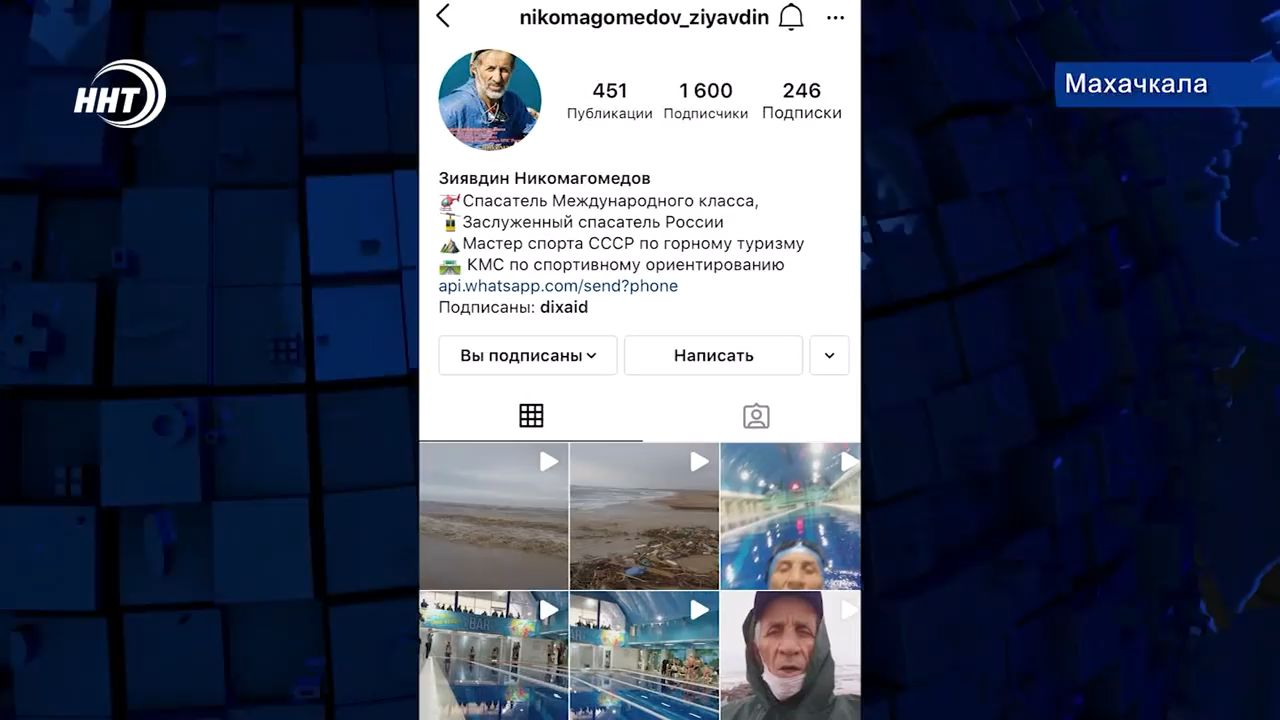 nikomagomedov_ziyavdin
ННТ
Махачкала
451
1 600
246
Публикации
Подписчики
Подписки
Зиявдин Никомагомедов
Спасатель Международного класса,
Заслуженный спасатель России
Мастер спорта СССР по горному туризму
КМС по спортивному ориентированию
api.whatsapp.com/send?phone
Подписаны: dixaid
Вы подписаны
Написать